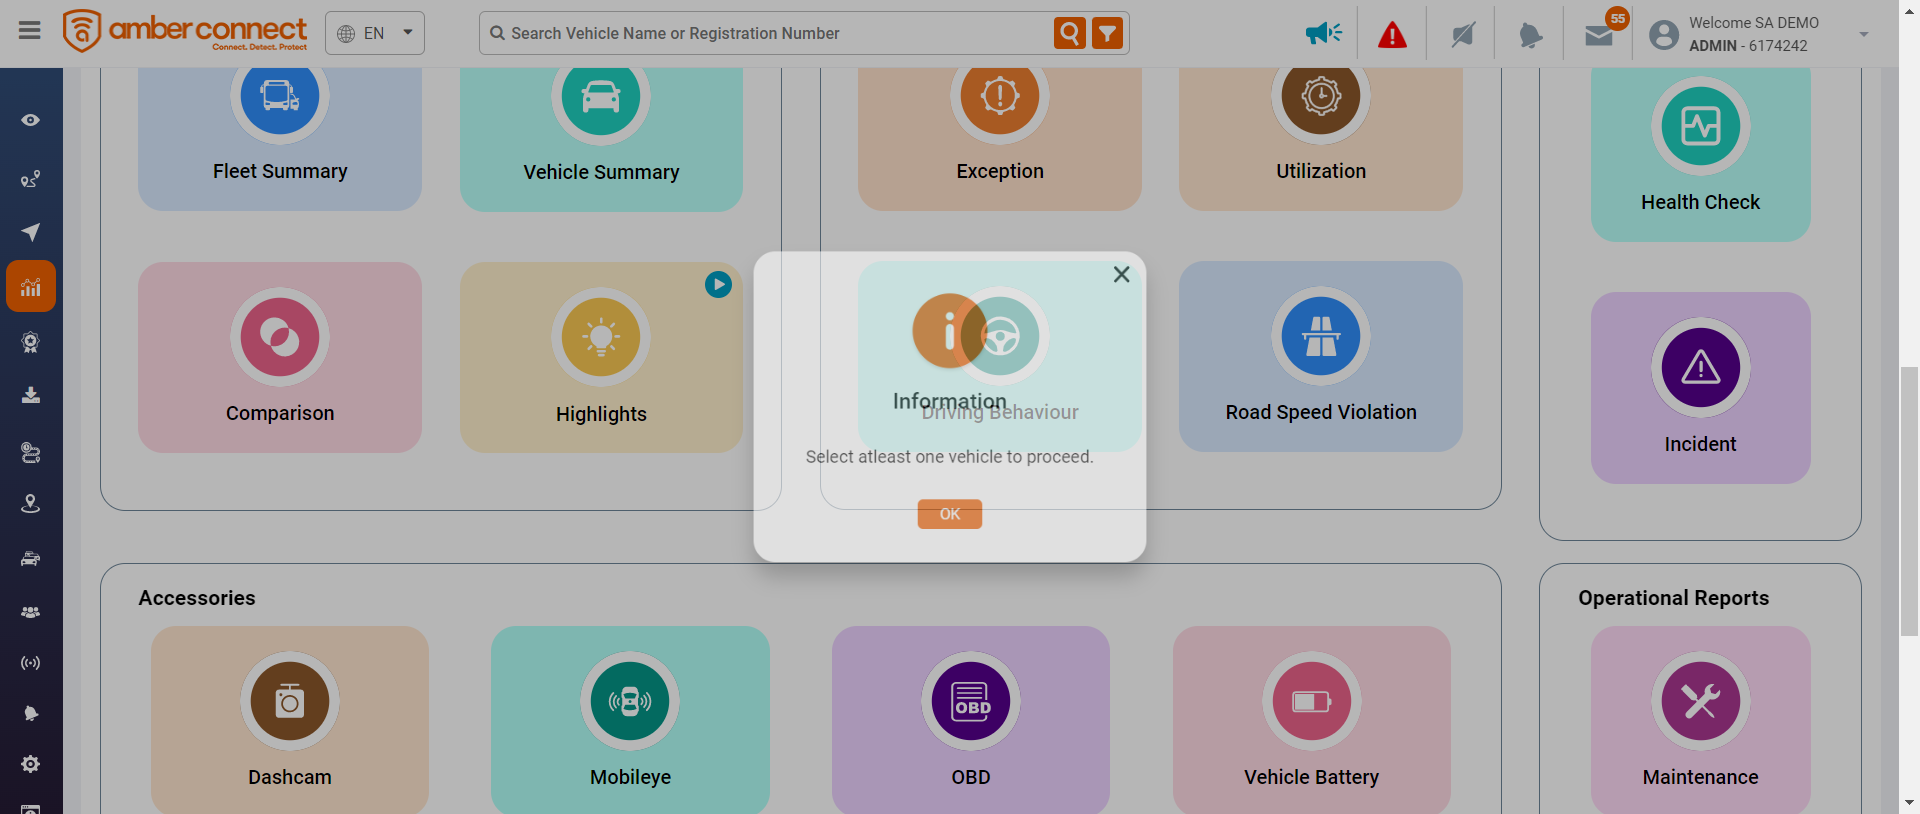 amber connect
Connect. Detect. Protect
EN
Search Vehicle Name or Registration Number
55
Welcome SA DEMO
ADMIN - 6174242
Fleet Summary
Vehicle Summary
Exception
Utilization
Health Check
Comparison
Highlights
Information
Driving Behaviour
Select atleast one vehicle to proceed.
OK
Road Speed Violation
Incident
Accessories
Operational Reports
OBD
Dashcam
Mobileye
OBD
Vehicle Battery
Maintenance